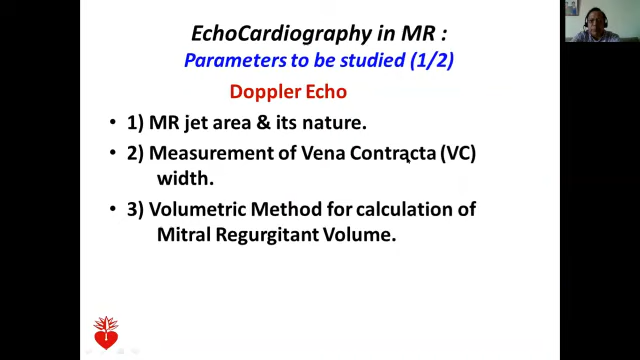 EchoCardiography in MR :
Parameters to be studied (1/2)
Doppler Echo
• 1) MR jet area & its nature.
• 2) Measurement of Vena Contracta (VC)
width.
• 3) Volumetric Method for calculation of
Mitral Regurgitant Volume.